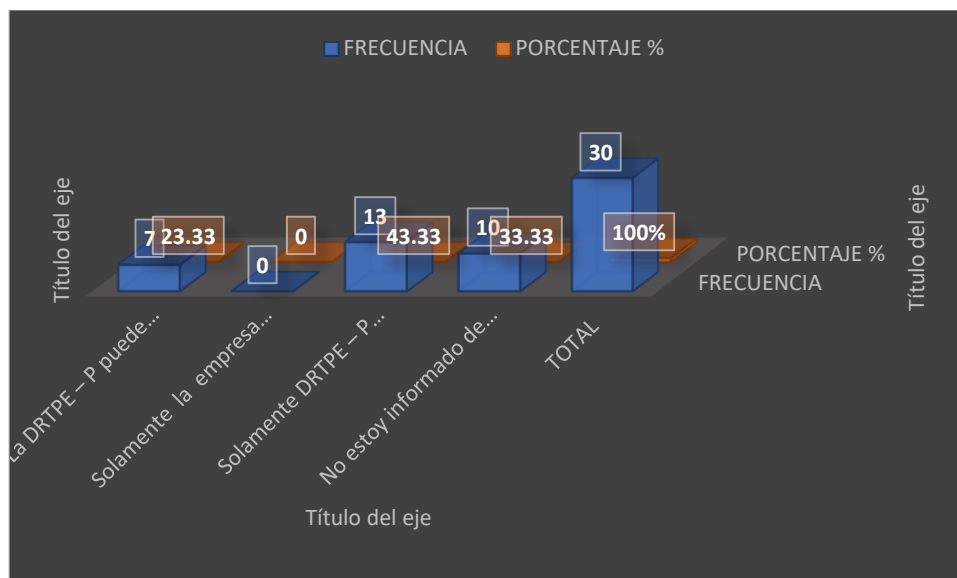 FRECUENCIA
PORCENTAJE %
30
13
10
7
23.33
0
0
43.33
33.33
100%
Título del eje
PORCENTAJE %
FRECUENCIA
Título del eje
La DRTPE – P puede...
Solamente la empresa...
Solamente DRTPE – P ...
No estoy informado de...
TOTAL
Título del eje